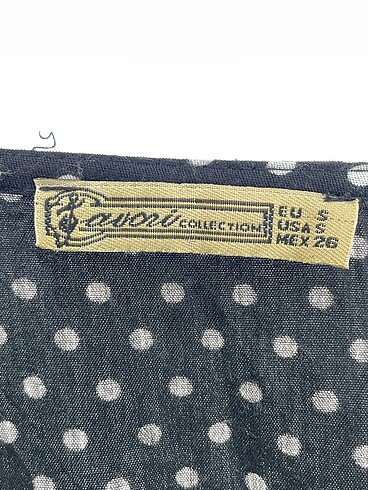 Favori COLLECTION
EU S
USA S
MEX 26